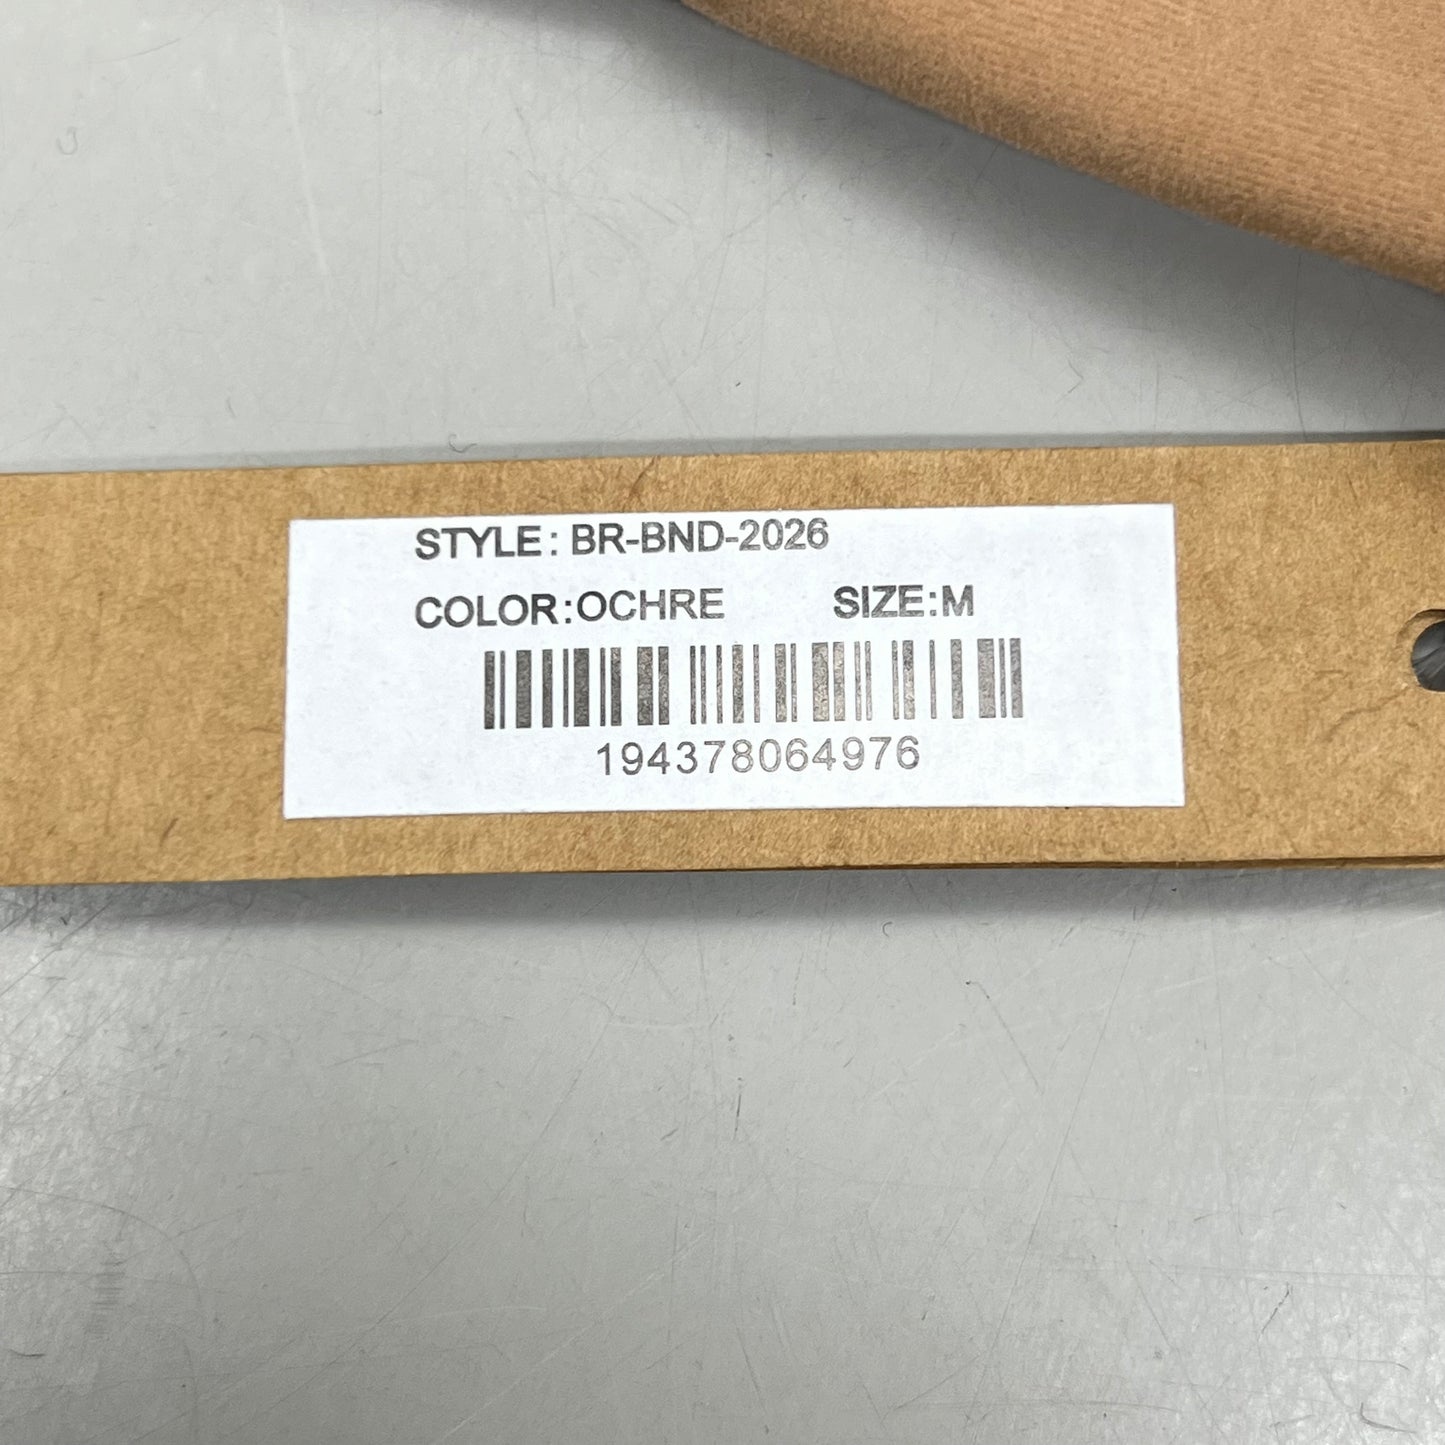 STYLE: BR-BND-2026
COLOR:OCHRE SIZE:M
194378064976